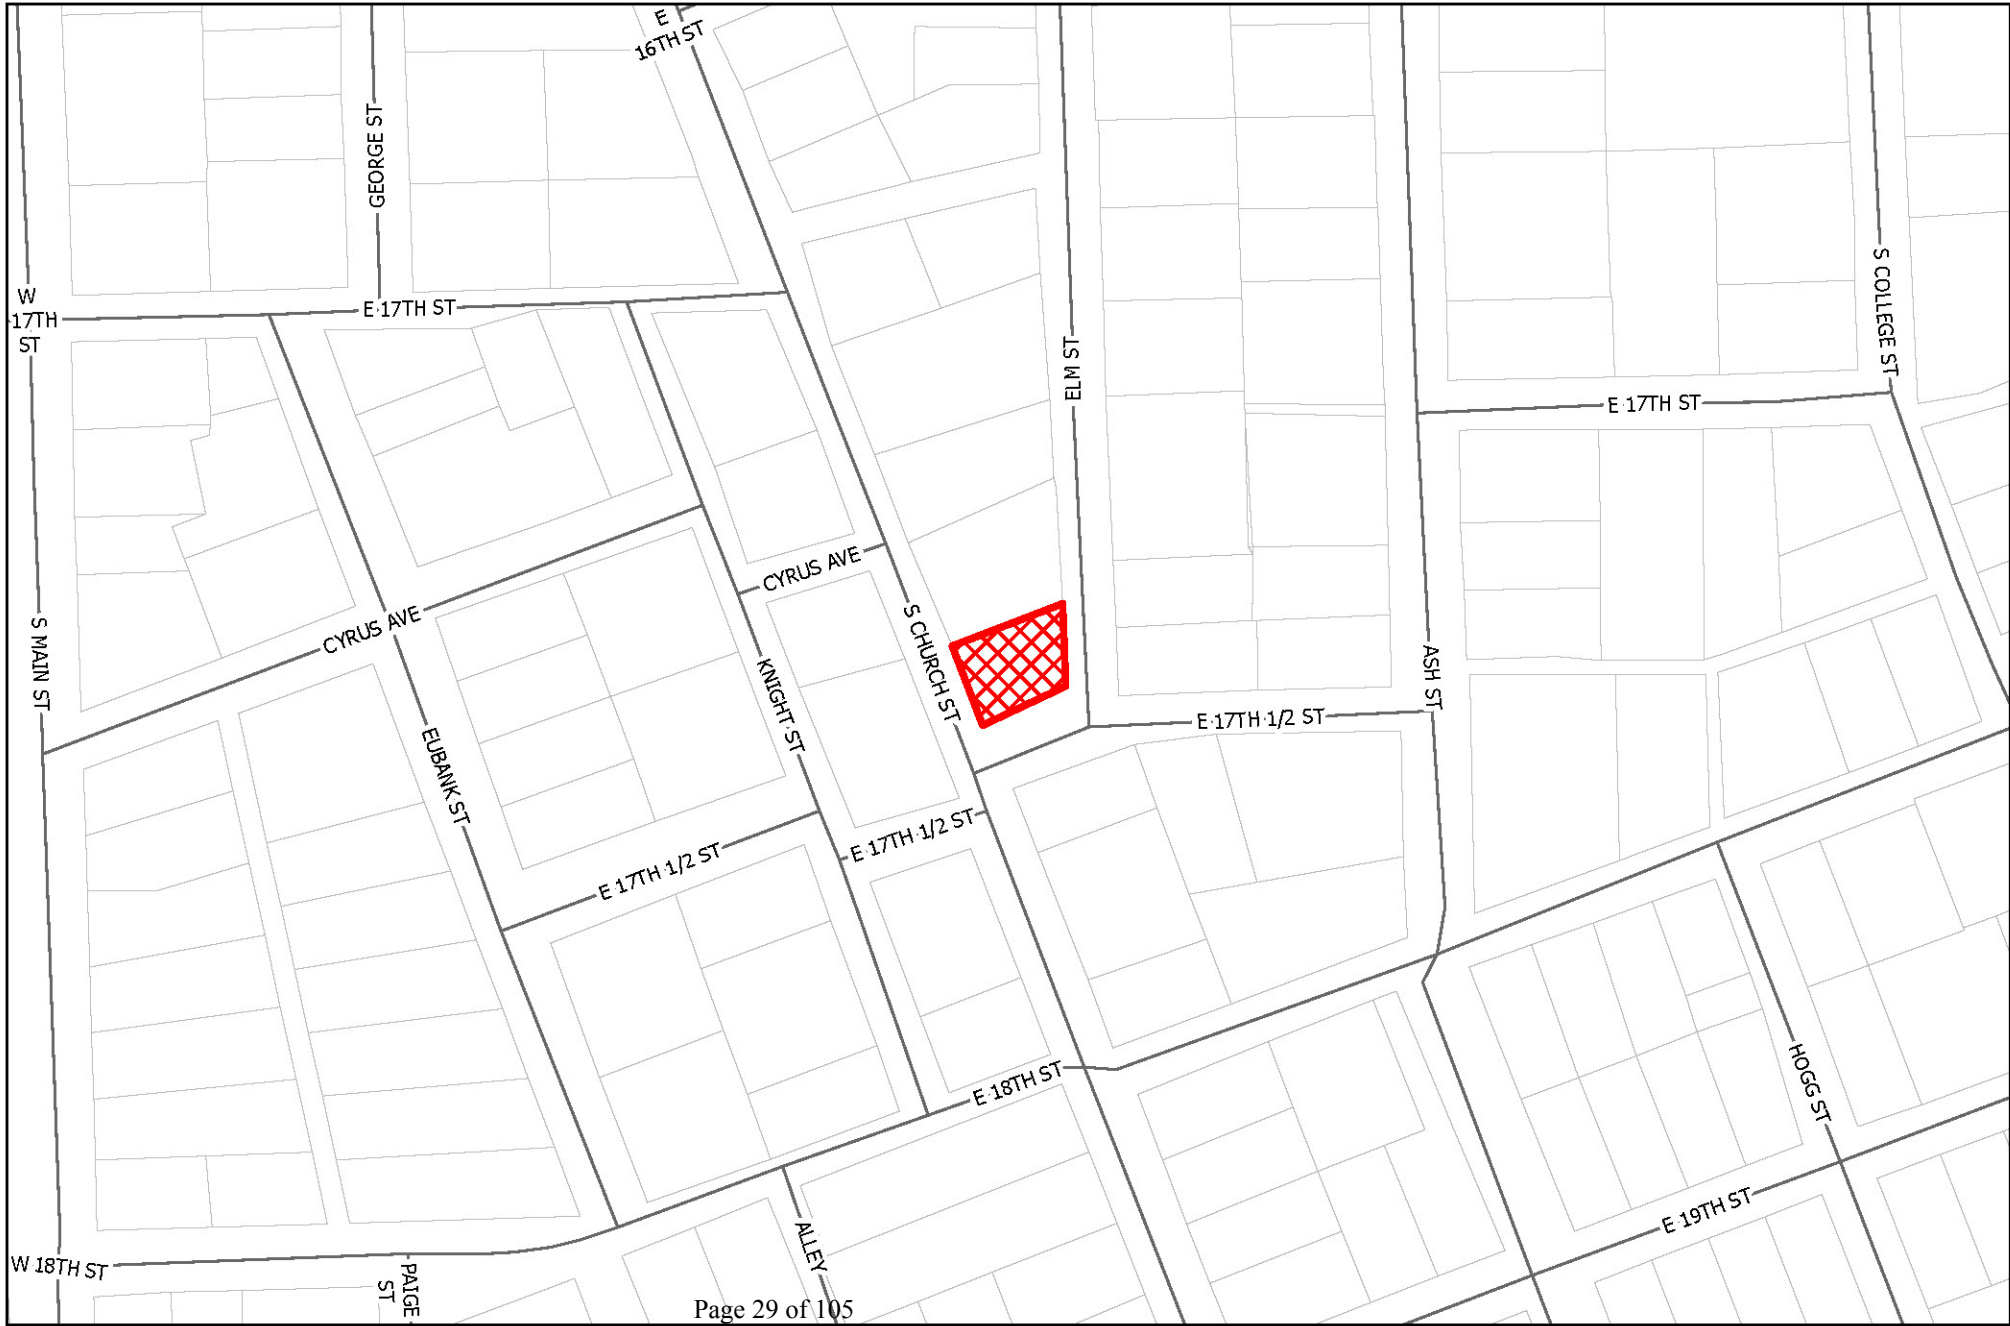 E
16TH ST
GEORGE ST
W
17TH
ST
E 17TH ST
S COLLEGE ST
ELM ST
E 17TH ST
CYRUS AVE
CYRUS AVE
S MAIN ST
S CHURCH ST
KNIGHT ST
ASH ST
E 17TH 1/2 ST
EUBANK ST
E 17TH 1/2 ST
E 17TH 1/2 ST
E 18TH ST
HOGG ST
E 19TH ST
ALLEY
W 18TH ST
PAIGE
ST
Page 29 of 105